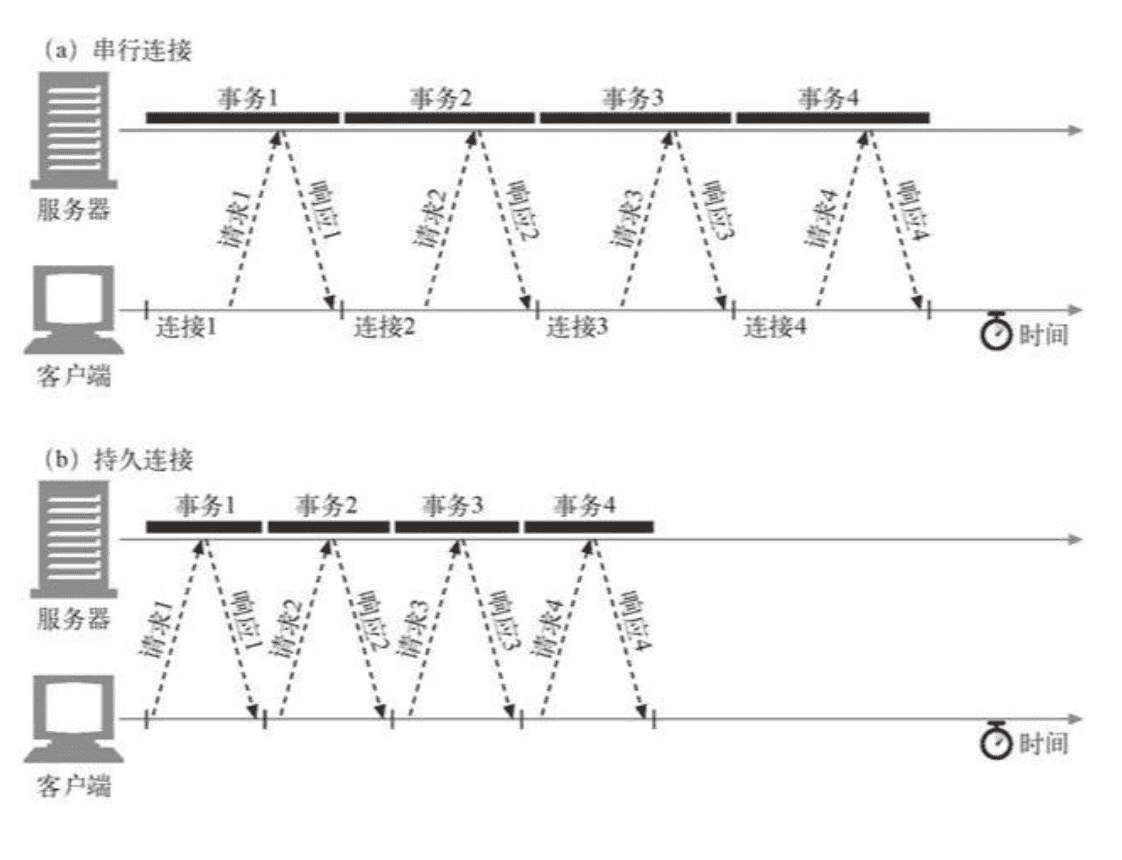 (a) 串行连接
事务1 事务2 事务3 事务4
请求1 响应1 请求2 响应2 请求3 响应3 请求4 响应4
服务器
连接1 连接2 连接3 连接4
时间
客户端
(b) 持久连接
事务1 事务2 事务3 事务4
请求1 响应1 请求2 响应2 请求3 响应3 请求4 响应4
服务器
时间
客户端